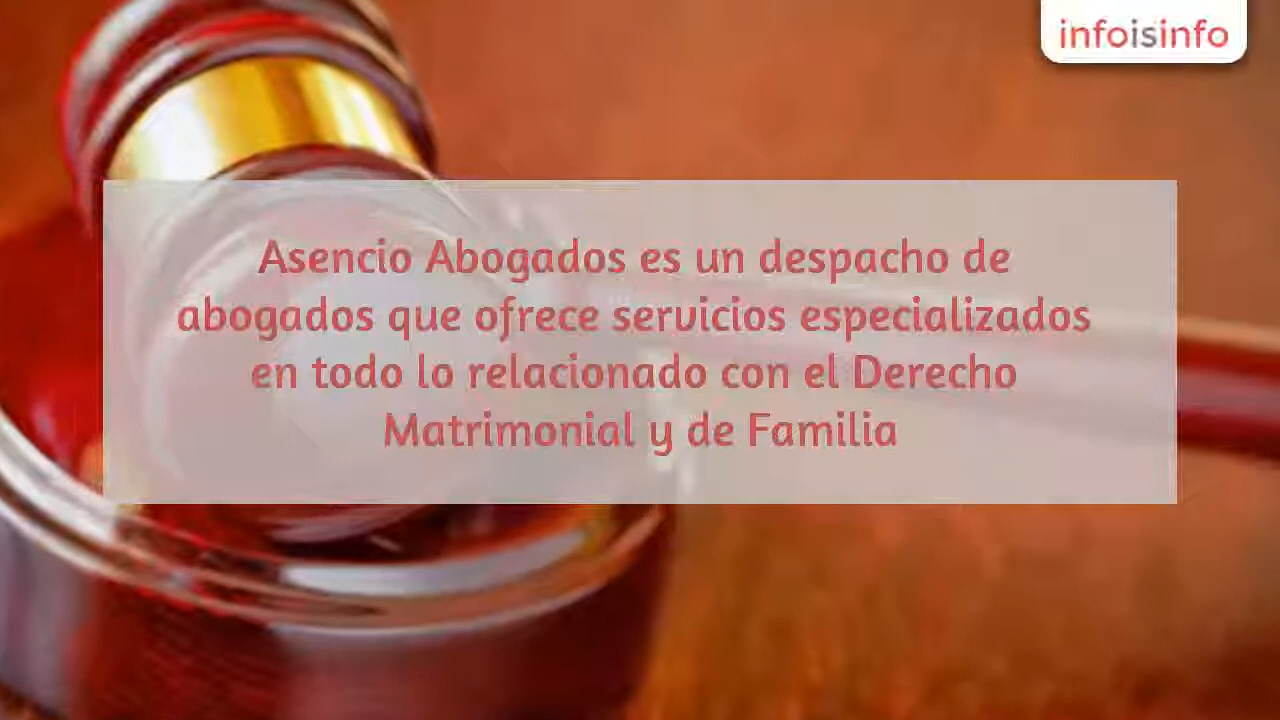 infoisinfo
Asencio Abogados es un despacho de
abogados que ofrece servicios especializados
en todo lo relacionado con el Derecho
Matrimonial y de Familia